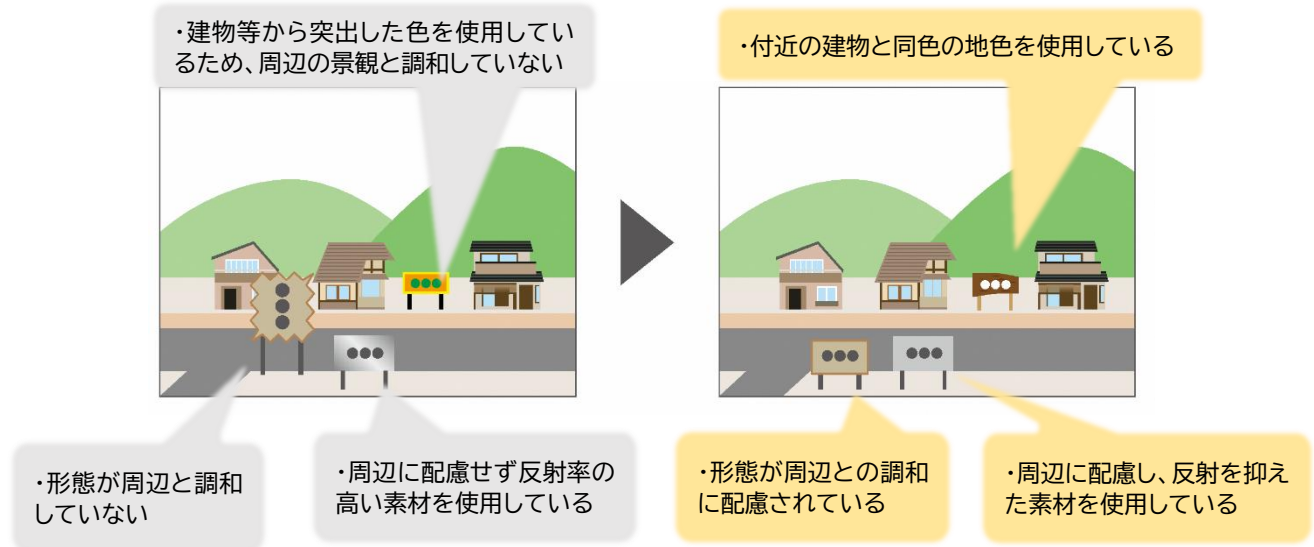 ・建物等から突出した色を使用してい
るため、周辺の景観と調和していない
・付近の建物と同色の地色を使用している
・形態が周辺と調和
していない
・周辺に配慮せず反射率の
高い素材を使用している
・形態が周辺との調和
に配慮されている
・周辺に配慮し、反射を抑え
た素材を使用している